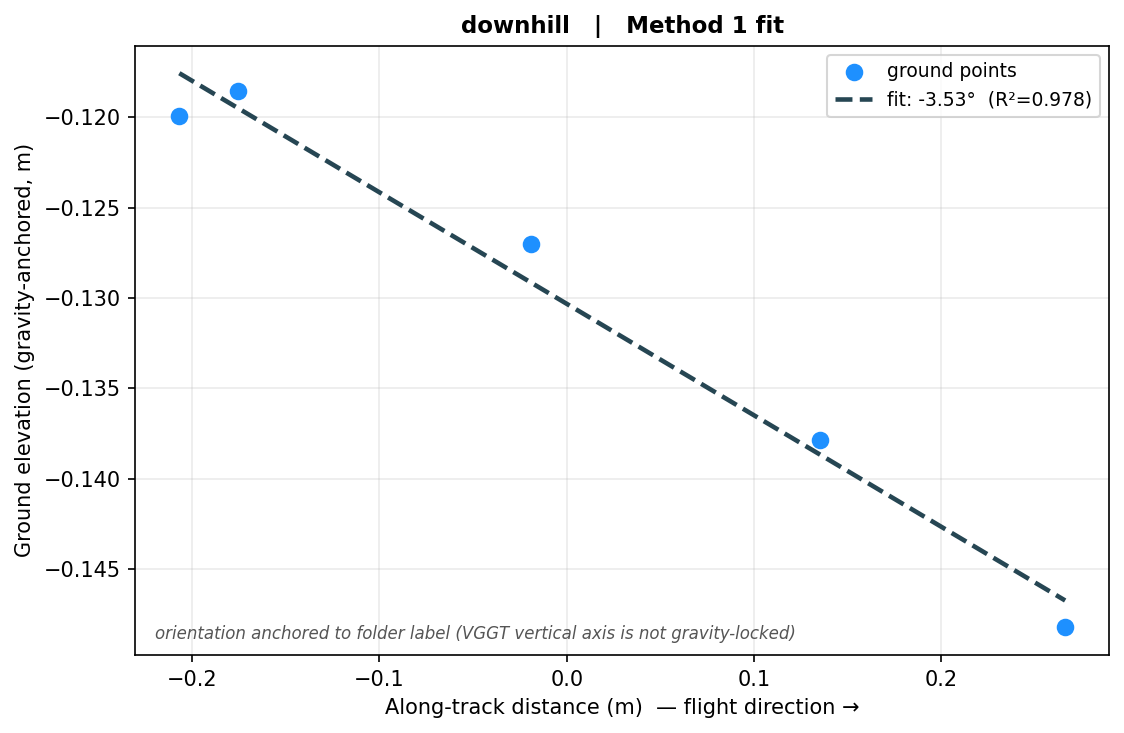 downhill | Method 1 fit
ground points
fit: -3.53° (R²=0.978)
Ground elevation (gravity-anchored, m)
−0.120
−0.125
−0.130
−0.135
−0.140
−0.145
orientation anchored to folder label (VGGT vertical axis is not gravity-locked)
−0.2
−0.1
0.0
0.1
0.2
Along-track distance (m) — flight direction →